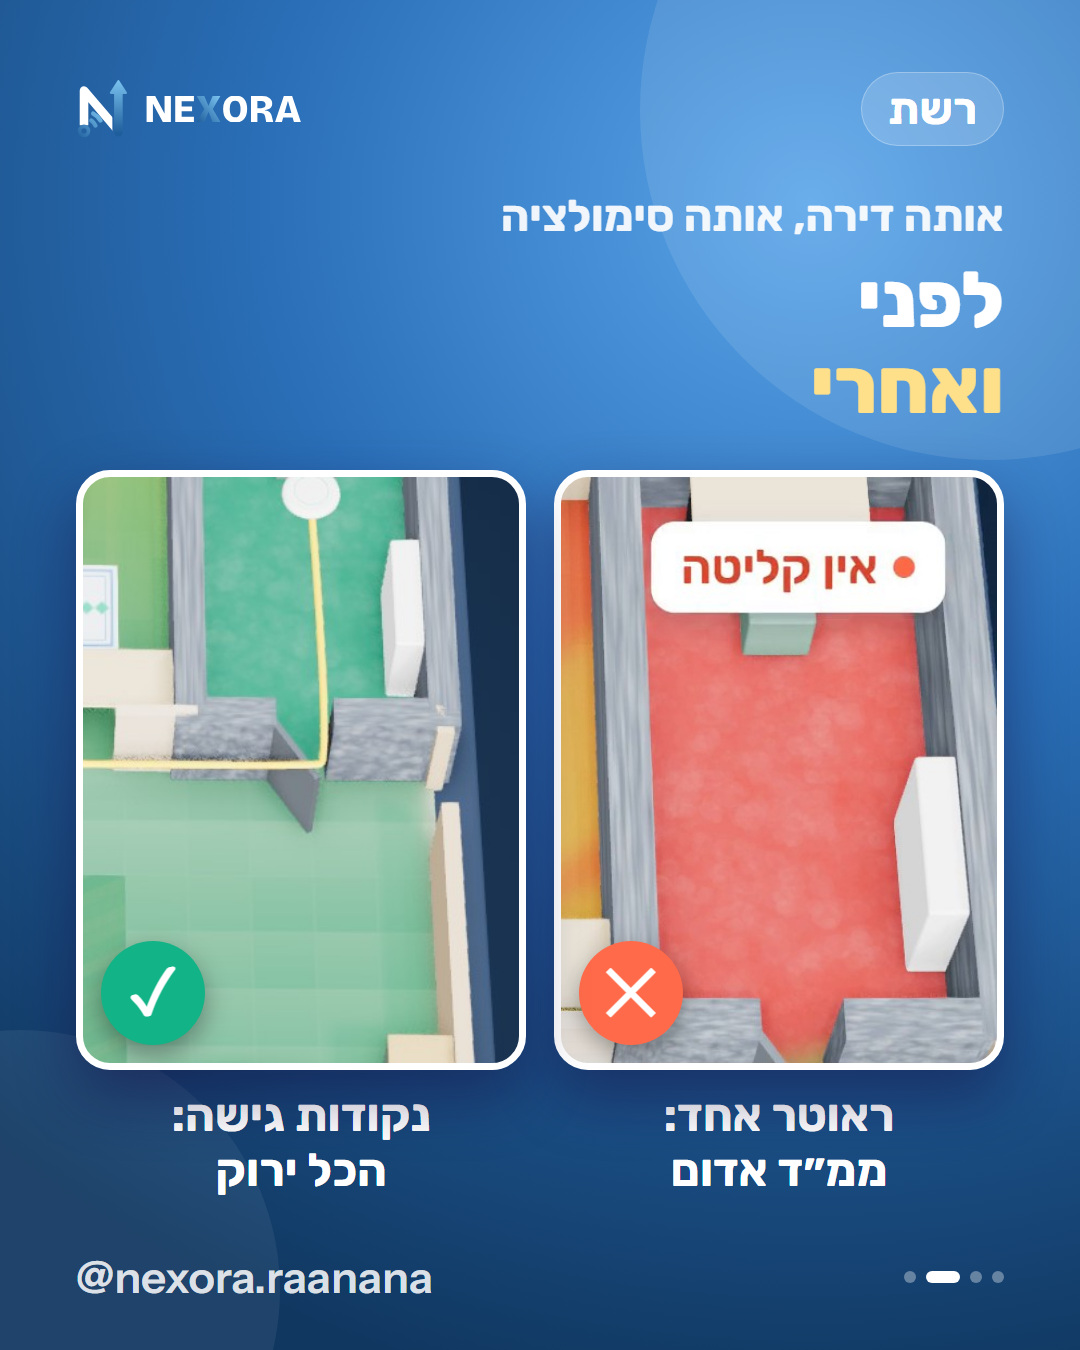 NEXORA
רשת
אותה דירה, אותה סימולציה
לפני
ואחרי
אין קליטה
ראוטר אחד:
ממ״ד אדום
נקודות גישה:
הכל ירוק
@nexora.raanana